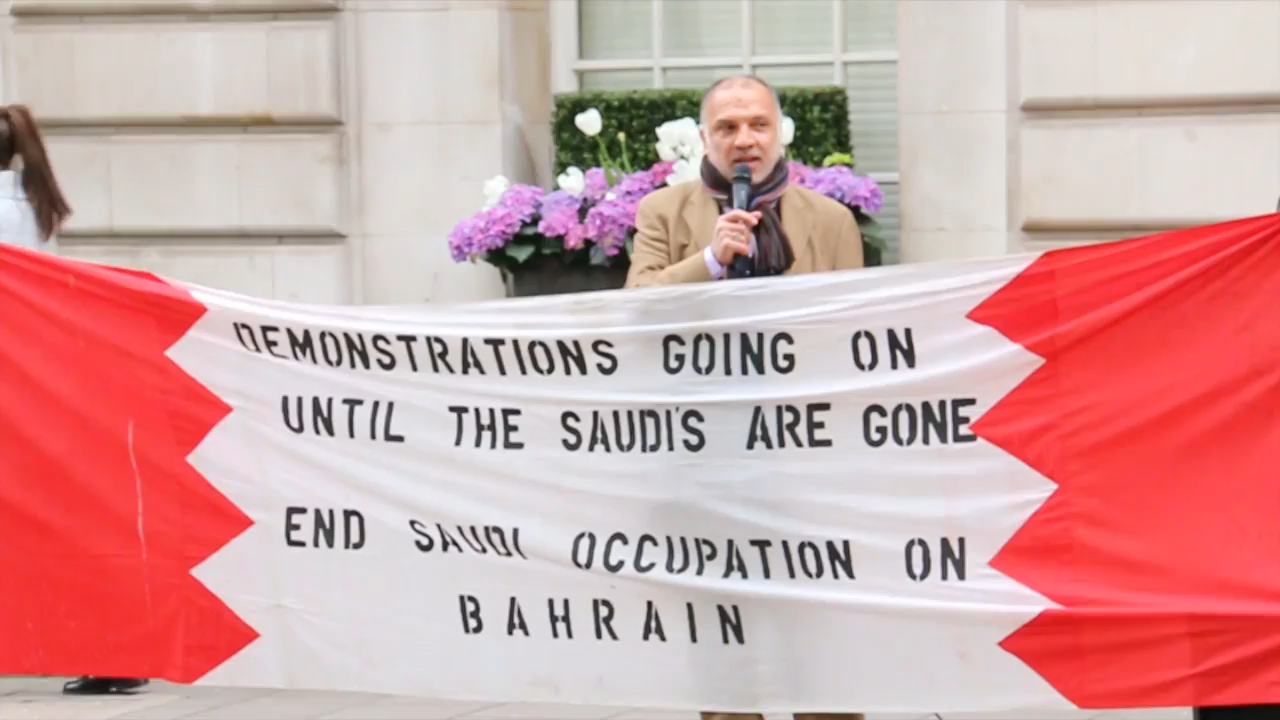 DEMONSTRATIONS GOING ON
UNTIL THE SAUDI'S ARE GONE
END SAUDI OCCUPATION ON
BAHRAIN